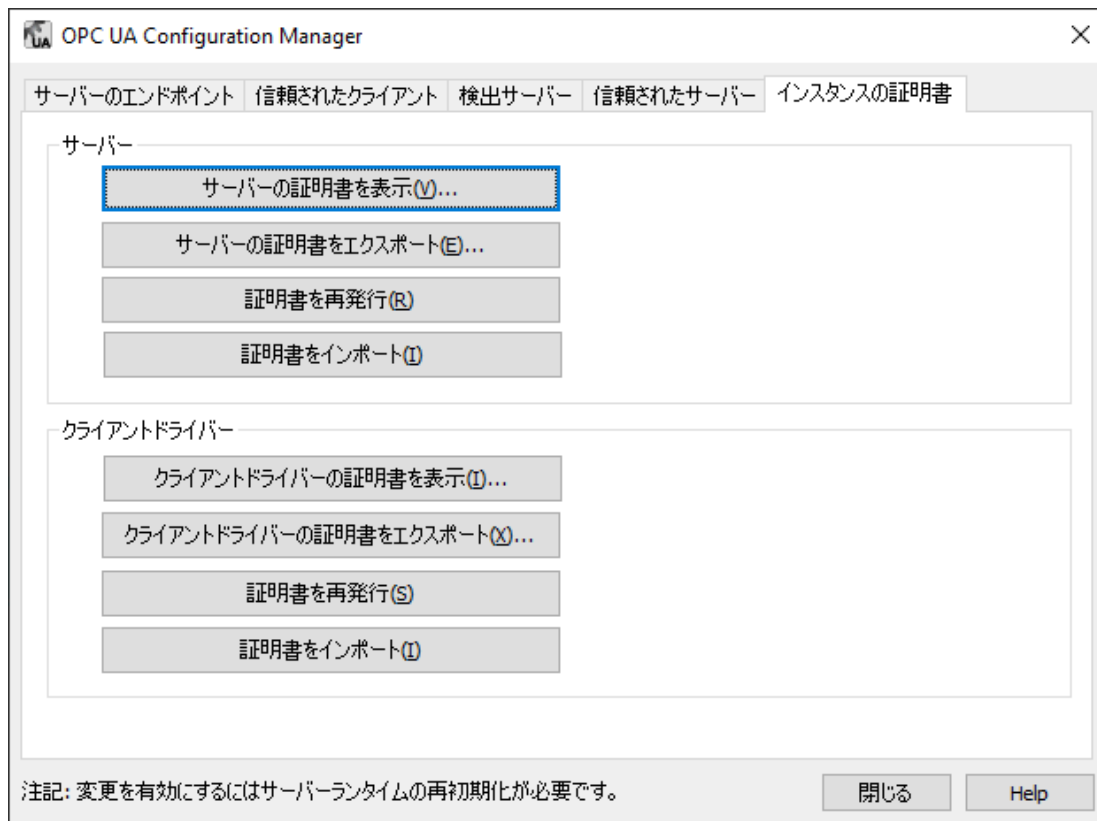 OPC UA Configuration Manager
サーバーのエンドポイント 信頼されたクライアント 検出サーバー 信頼されたサーバー インスタンスの証明書
サーバー
サーバーの証明書を表示(V)...
サーバーの証明書をエクスポート(E)...
証明書を再発行(R)
証明書をインポート(I)
クライアントドライバー
クライアントドライバーの証明書を表示(I)...
クライアントドライバーの証明書をエクスポート(X)...
証明書を再発行(S)
証明書をインポート(I)
注記: 変更を有効にするにはサーバーランタイムの再初期化が必要です。
閉じる Help